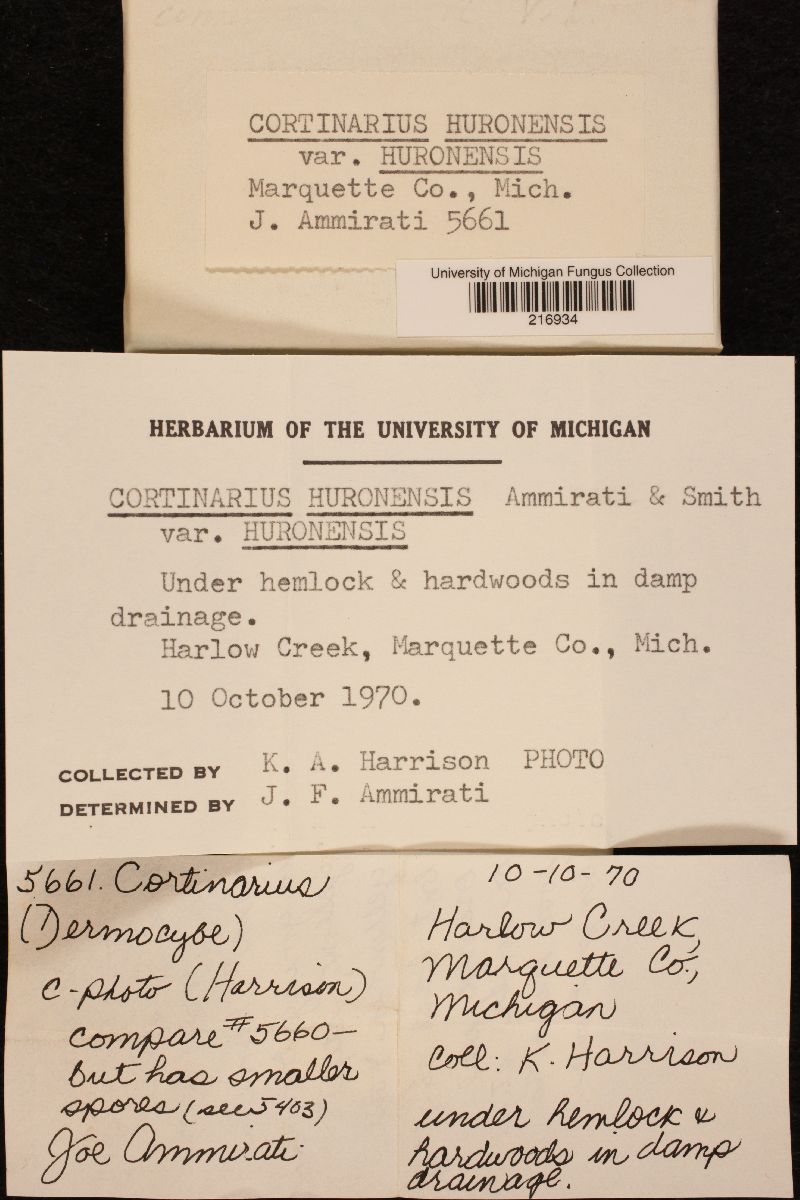 CORTINARIUS HURONENSIS
var. HURONENSIS
Marquette Co., Mich.
J. Ammirati 5661
University of Michigan Fungus Collection
216934
HERBARIUM OF THE UNIVERSITY OF MICHIGAN
CORTINARIUS HURONENSIS Ammirati & Smith
var. HURONENSIS
Under hemlock & hardwoods in damp
drainage.
Harlow Creek, Marquette Co., Mich.
10 October 1970.
COLLECTED BY K. A. Harrison PHOTO
DETERMINED BY J. F. Ammirati
5661. Cortinarius
(Dermocybe)
C-photo (Harrison)
compare #5660-
but has smaller
spores (see 5403)
Joe Ammirati
10-10-70
Harlow Creek,
Marquette Co.,
Michigan
coll: K. Harrison
under hemlock &
hardwoods in damp
drainage.